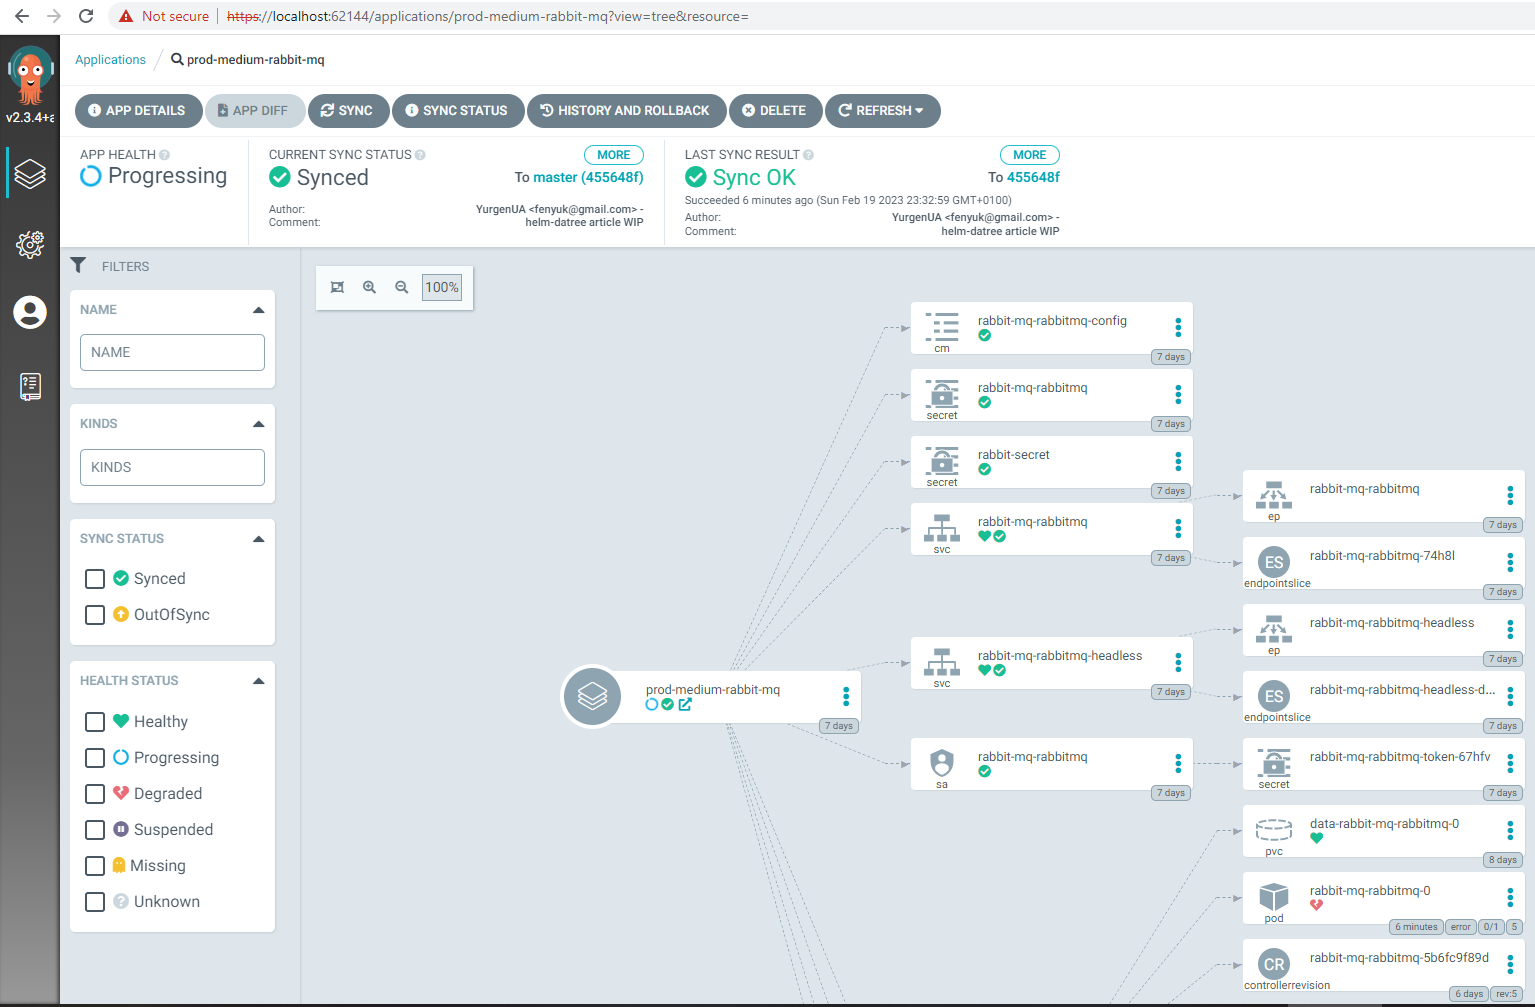 Not secure | https://localhost:62144/applications/prod-medium-rabbit-mq?view=tree&resource=
v2.3.4+a
Applications / prod-medium-rabbit-mq
APP DETAILS
APP DIFF
SYNC
SYNC STATUS
HISTORY AND ROLLBACK
DELETE
REFRESH
APP HEALTH
Progressing
CURRENT SYNC STATUS
MORE
Synced
To master (455648f)
Author:
YurgenUA <fenyuk@gmail.com> -
Comment:
helm-datree article WIP
LAST SYNC RESULT
MORE
Sync OK
To 455648f
Succeeded 6 minutes ago (Sun Feb 19 2023 23:32:59 GMT+0100)
Author:
YurgenUA <fenyuk@gmail.com> -
Comment:
helm-datree article WIP
FILTERS
NAME
NAME
KINDS
KINDS
SYNC STATUS
Synced
OutOfSync
HEALTH STATUS
Healthy
Progressing
Degraded
Suspended
Missing
Unknown
100%
prod-medium-rabbit-mq
7 days
rabbit-mq-rabbitmq-config
cm
7 days
rabbit-mq-rabbitmq
secret
7 days
rabbit-secret
secret
7 days
rabbit-mq-rabbitmq
svc
7 days
rabbit-mq-rabbitmq-headless
svc
7 days
rabbit-mq-rabbitmq
sa
7 days
rabbit-mq-rabbitmq
ep
7 days
ES
rabbit-mq-rabbitmq-74h8l
endpointslice
7 days
rabbit-mq-rabbitmq-headless
ep
7 days
ES
rabbit-mq-rabbitmq-headless-d...
endpointslice
7 days
rabbit-mq-rabbitmq-token-67hfv
secret
7 days
data-rabbit-mq-rabbitmq-0
pvc
8 days
rabbit-mq-rabbitmq-0
pod
6 minutes
error
0/1
5
CR
rabbit-mq-rabbitmq-5b6fc9f89d
controllerrevision
6 days
rev:5